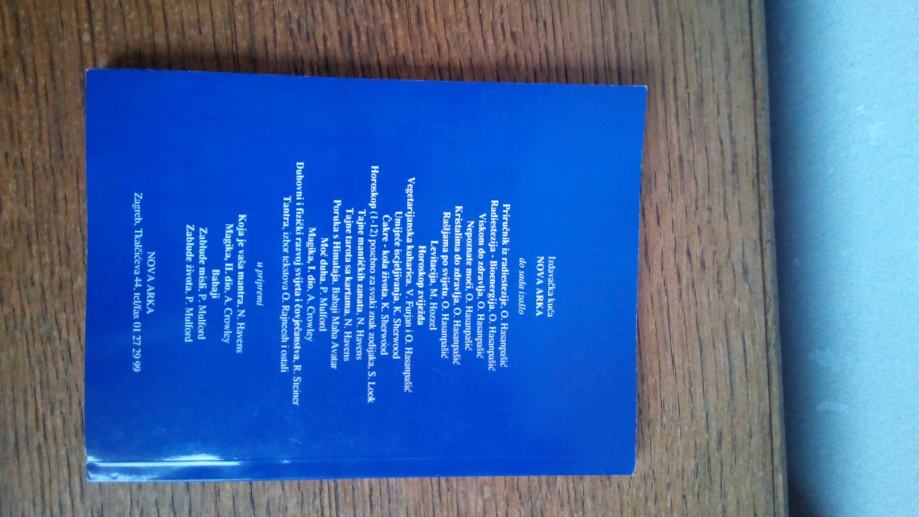 Izdavačka kuća
NOVA ARKA
do sada izašlo
Priručnik iz radiestezije, O. Hasanpašić
Radiestezija - Bioenergija, O. Hasanpašić
Viskom do zdravlja, O. Hasanpašić
Nepoznate moći, O. Hasanpašić
Kristalima do zdravlja, O. Hasanpašić
Rašljama po svijetu, O. Hasanpašić
Levitacija, M. Hozzel
Horoskop zviježđa
Vegetarijanska kuharica, V. Furjan i O. Hasanpašić
Umijeće iscjeljivanja, K. Sherwood
Čakre - kola života, K. Sherwood
Horoskop (1-12) posebno za svaki znak zodijaka, S. Look
Tajne mantičkih zanata, N. Havens
Tajne tarota sa kartama, N. Havens
Poruka s Himalaja, Babaji Maha Avatar
Moć duha, P. Mulford
Magika, I. dio, A. Crowley
Duhovni i fizički razvoj svijeta i čovječanstva, R. Steiner
Tantra, izbor tekstova O. Rajneesh i ostali
u pripremi
Koja je vaša mantra, N. Havens
Magika, II. dio, A. Crowley
Babaji
Zablude misli, P. Mulford
Zablude života, P. Mulford
NOVA ARKA
Zagreb, Tkalčićeva 44, tel/fax 01 27 29 99